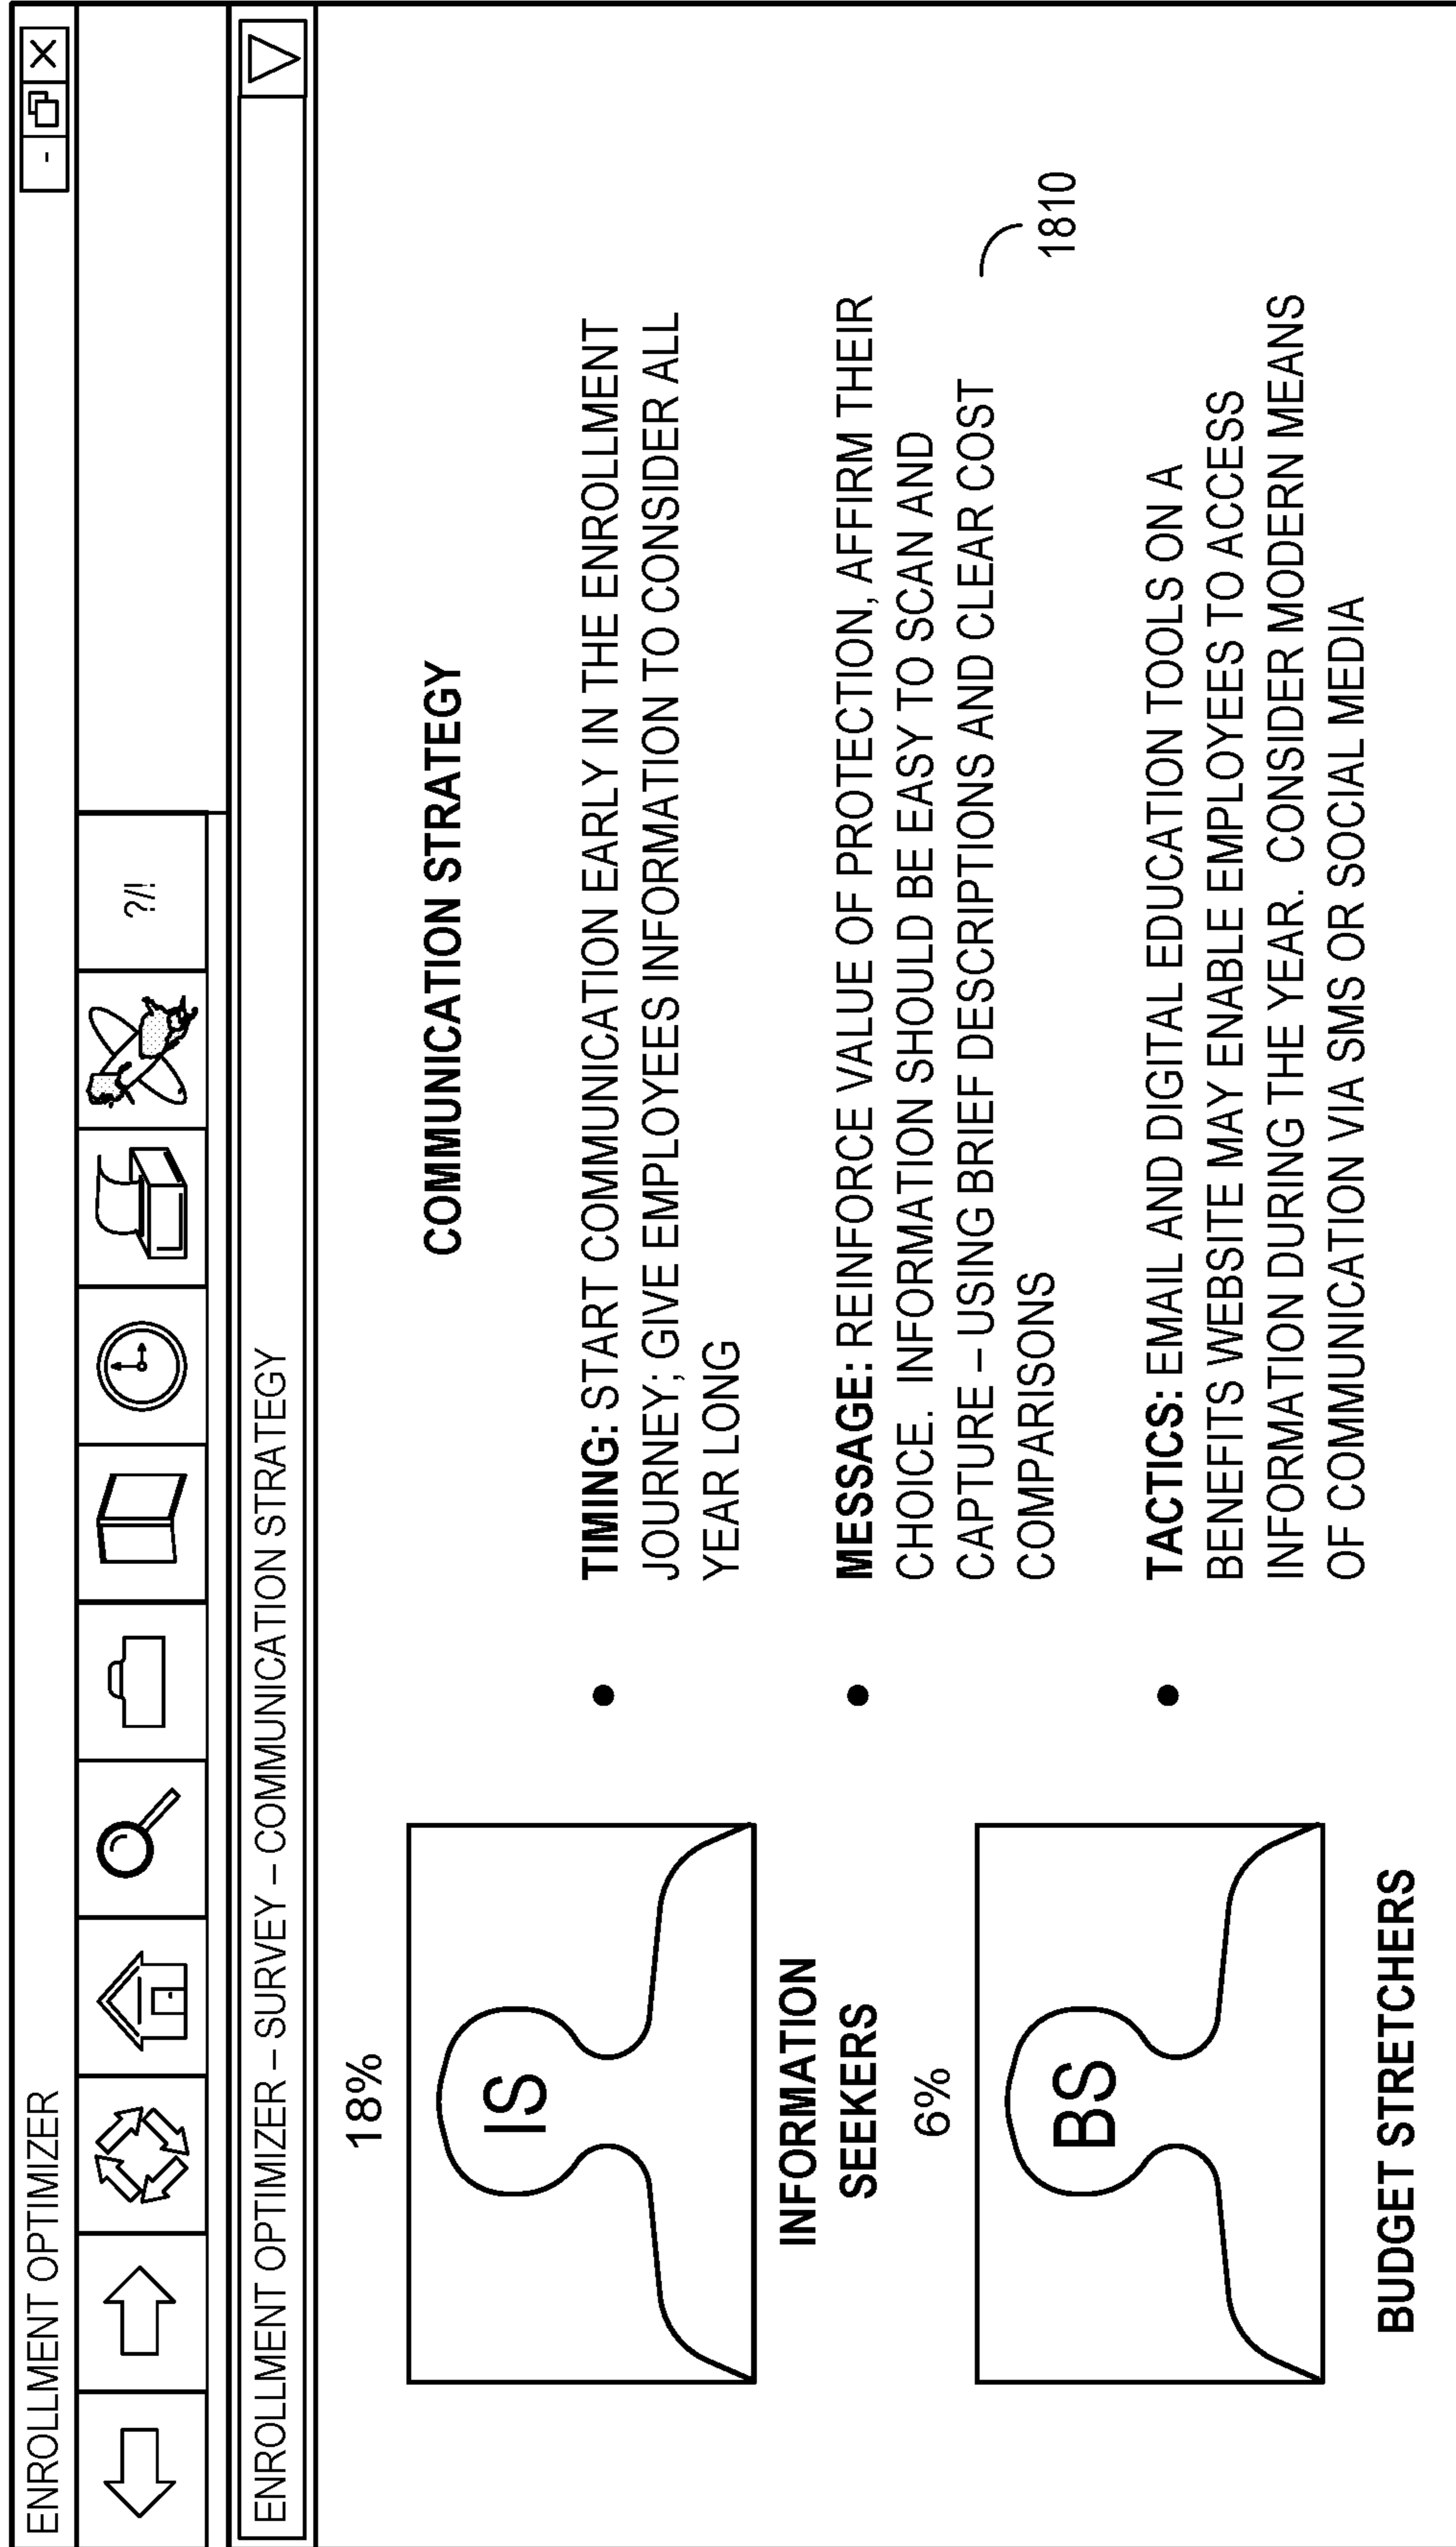 ENROLLMENT OPTIMIZER
- X
?/!
ENROLLMENT OPTIMIZER – SURVEY – COMMUNICATION STRATEGY
18%
IS
INFORMATION
SEEKERS
6%
BS
BUDGET STRETCHERS
COMMUNICATION STRATEGY
• TIMING: START COMMUNICATION EARLY IN THE ENROLLMENT
JOURNEY; GIVE EMPLOYEES INFORMATION TO CONSIDER ALL
YEAR LONG
• MESSAGE: REINFORCE VALUE OF PROTECTION, AFFIRM THEIR
CHOICE. INFORMATION SHOULD BE EASY TO SCAN AND
CAPTURE – USING BRIEF DESCRIPTIONS AND CLEAR COST
COMPARISONS
• TACTICS: EMAIL AND DIGITAL EDUCATION TOOLS ON A
BENEFITS WEBSITE MAY ENABLE EMPLOYEES TO ACCESS
INFORMATION DURING THE YEAR. CONSIDER MODERN MEANS
OF COMMUNICATION VIA SMS OR SOCIAL MEDIA
1810